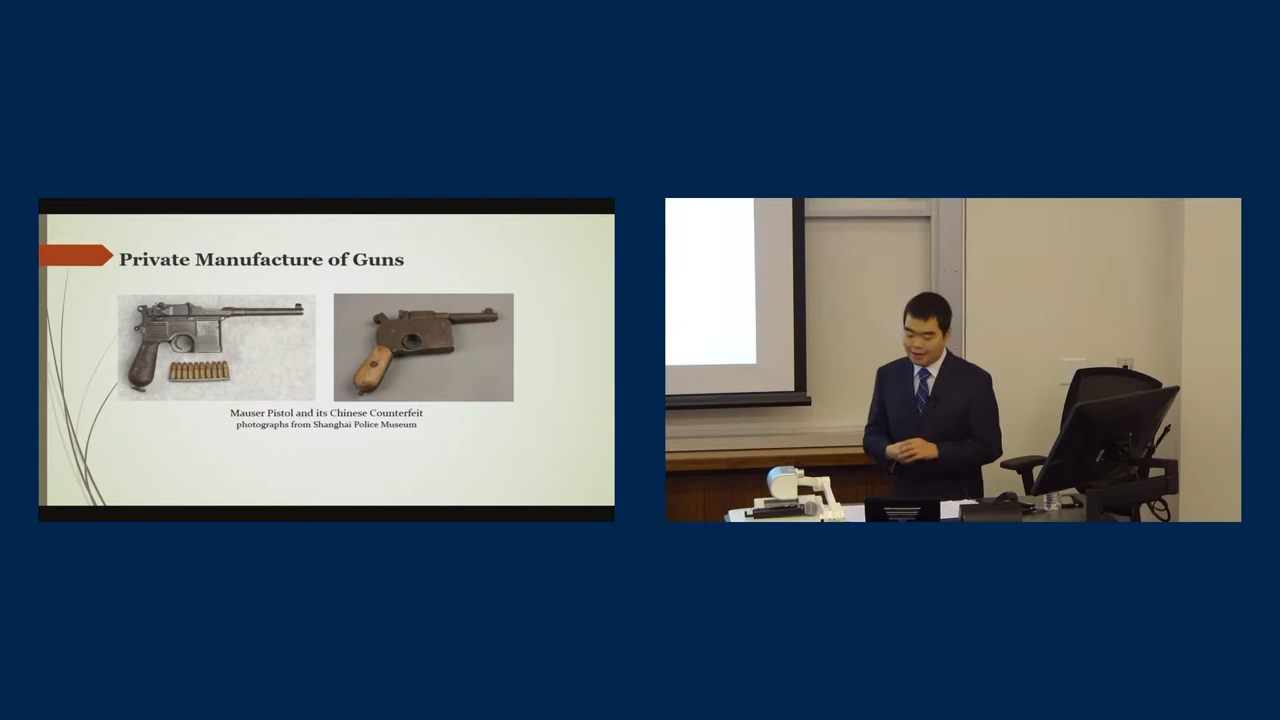 Private Manufacture of Guns
Mauser Pistol and its Chinese Counterfeit
photographs from Shanghai Police Museum